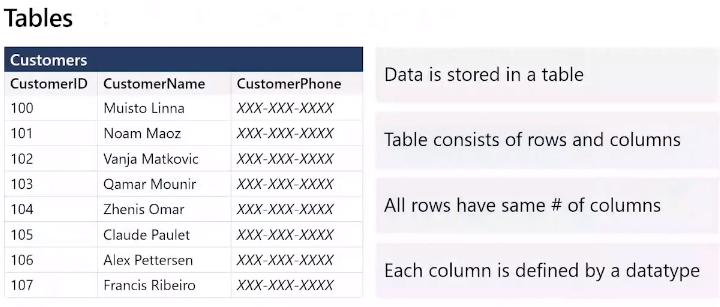 Tables
Customers
CustomerID CustomerName CustomerPhone
100 Muisto Linna XXX-XXX-XXXX
101 Noam Maoz XXX-XXX-XXXX
102 Vanja Matkovic XXX-XXX-XXXX
103 Qamar Mounir XXX-XXX-XXXX
104 Zhenis Omar XXX-XXX-XXXX
105 Claude Paulet XXX-XXX-XXXX
106 Alex Pettersen XXX-XXX-XXXX
107 Francis Ribeiro XXX-XXX-XXXX
Data is stored in a table
Table consists of rows and columns
All rows have same # of columns
Each column is defined by a datatype